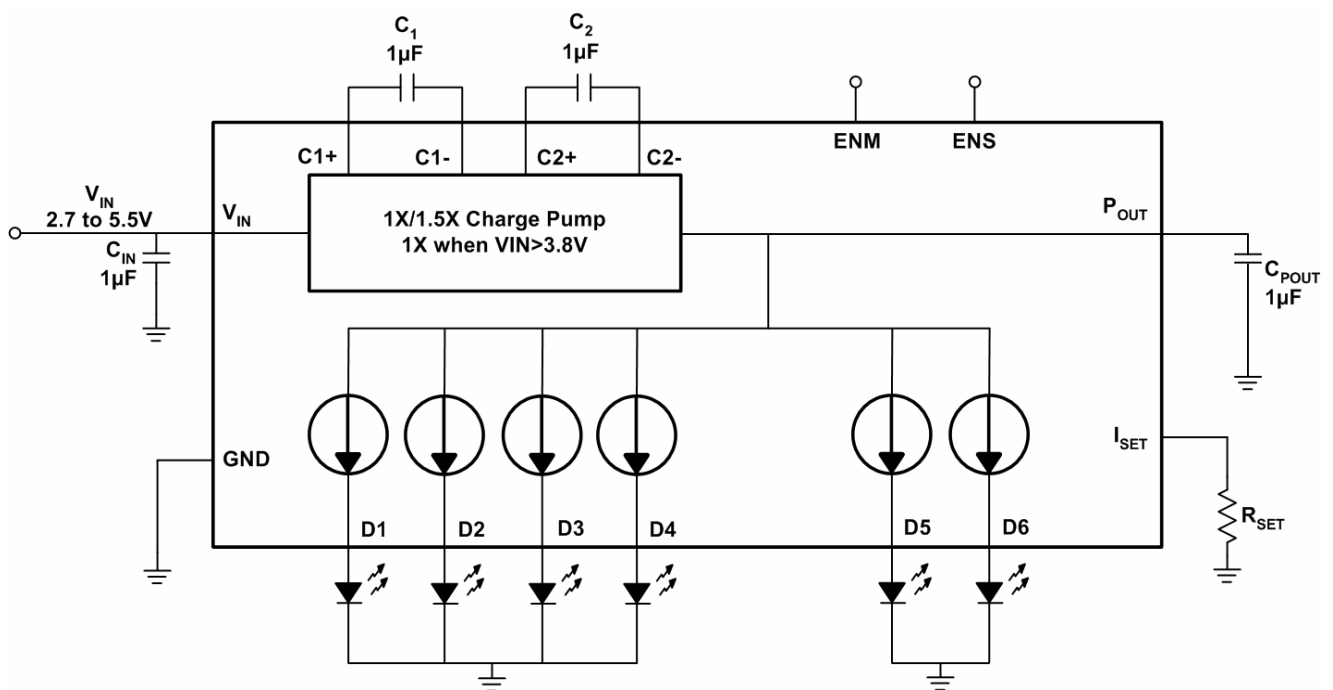 C1
1µF
C2
1µF
ENM
ENS
C1+
C1-
C2+
C2-
VIN
2.7 to 5.5V
VIN
1X/1.5X Charge Pump
1X when VIN>3.8V
POUT
CIN
1µF
CPOUT
1µF
GND
ISET
RSET
D1
D2
D3
D4
D5
D6